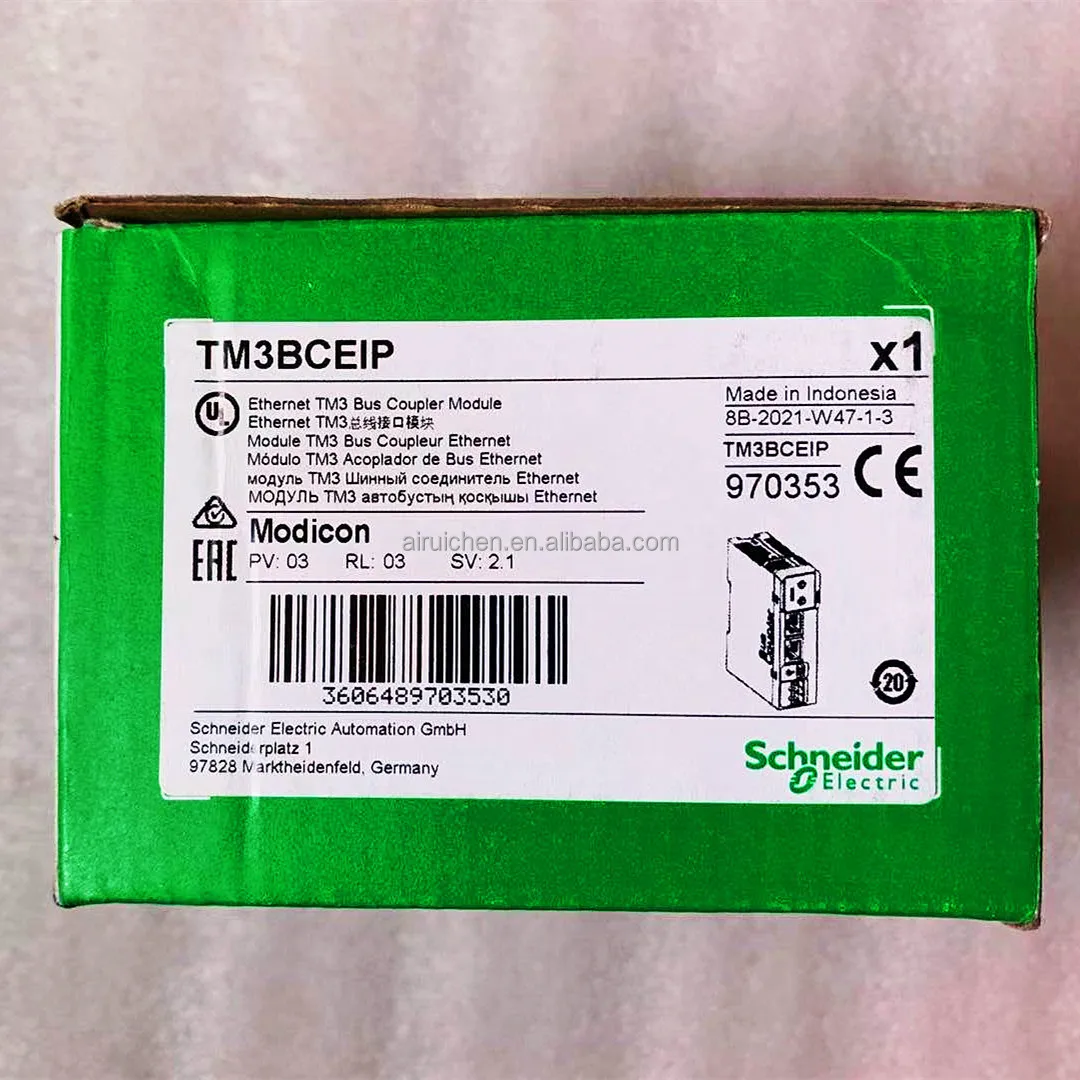 TM3BCEIP
x1
UL
Ethernet TM3 Bus Coupler Module
Ethernet TM3总线接口模块
Module TM3 Bus Coupleur Ethernet
Módulo TM3 Acoplador de Bus Ethernet
модуль TM3 Шинный соединитель Ethernet
МОДУЛЬ TM3 автобустың қосқышы Ethernet
Made in Indonesia
8B-2021-W47-1-3
TM3BCEIP
970353
CE
EAC
Modicon
PV: 03 RL: 03 SV: 2.1
airuichen.en.alibaba.com
3606489703530
20
Schneider Electric Automation GmbH
Schneiderplatz 1
97828 Marktheidenfeld, Germany
Schneider
Electric